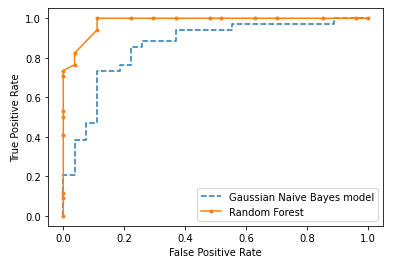 1.0
0.8
0.6
0.4
0.2
0.0
True Positive Rate
Gaussian Naive Bayes model
Random Forest
0.0 0.2 0.4 0.6 0.8 1.0
False Positive Rate